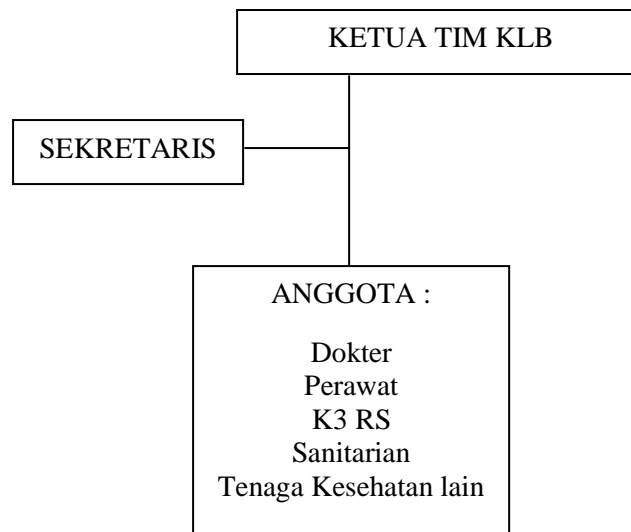 KETUA TIM KLB
SEKRETARIS
ANGGOTA :
Dokter
Perawat
K3 RS
Sanitarian
Tenaga Kesehatan lain